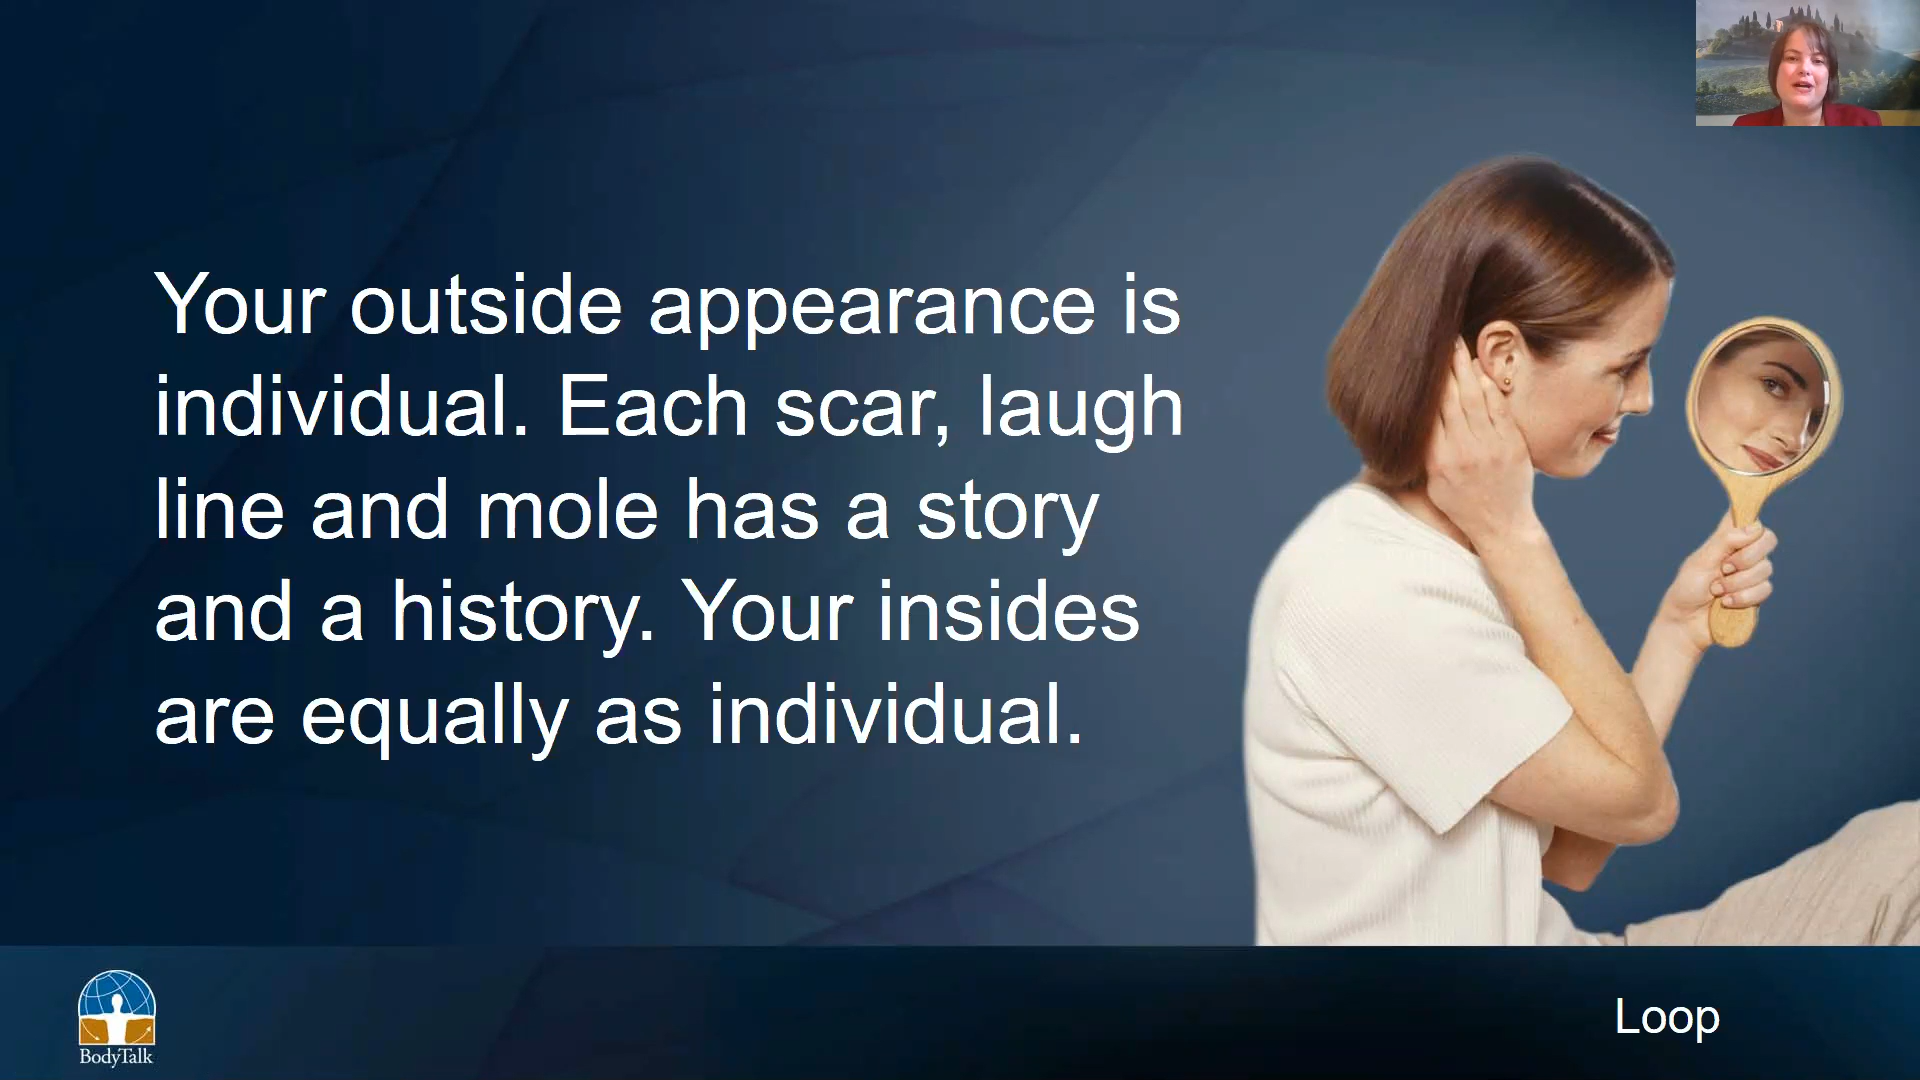 Your outside appearance is
individual. Each scar, laugh
line and mole has a story
and a history. Your insides
are equally as individual.
BodyTalk
Loop